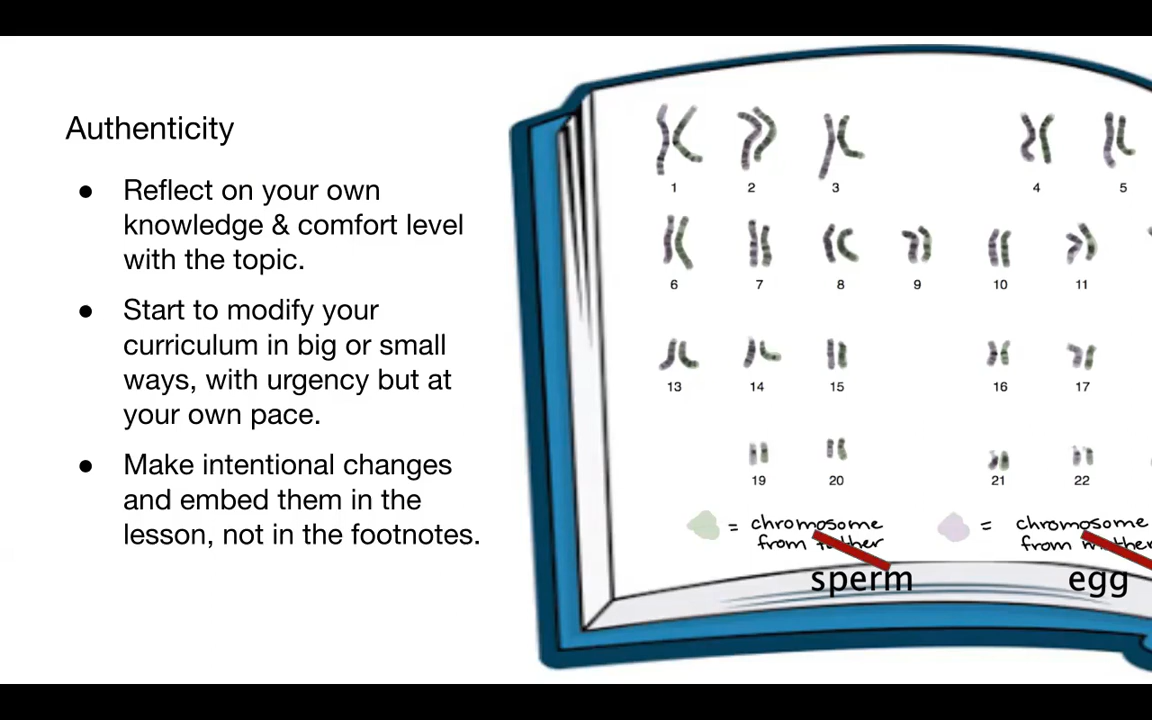 Authenticity
● Reflect on your own
knowledge & comfort level
with the topic.
● Start to modify your
curriculum in big or small
ways, with urgency but at
your own pace.
● Make intentional changes
and embed them in the
lesson, not in the footnotes.
1 2 3 4 5
6 7 8 9 10 11
13 14 15 16 17
19 20 21 22
= chromosome = chromosome
from father from mother
sperm egg